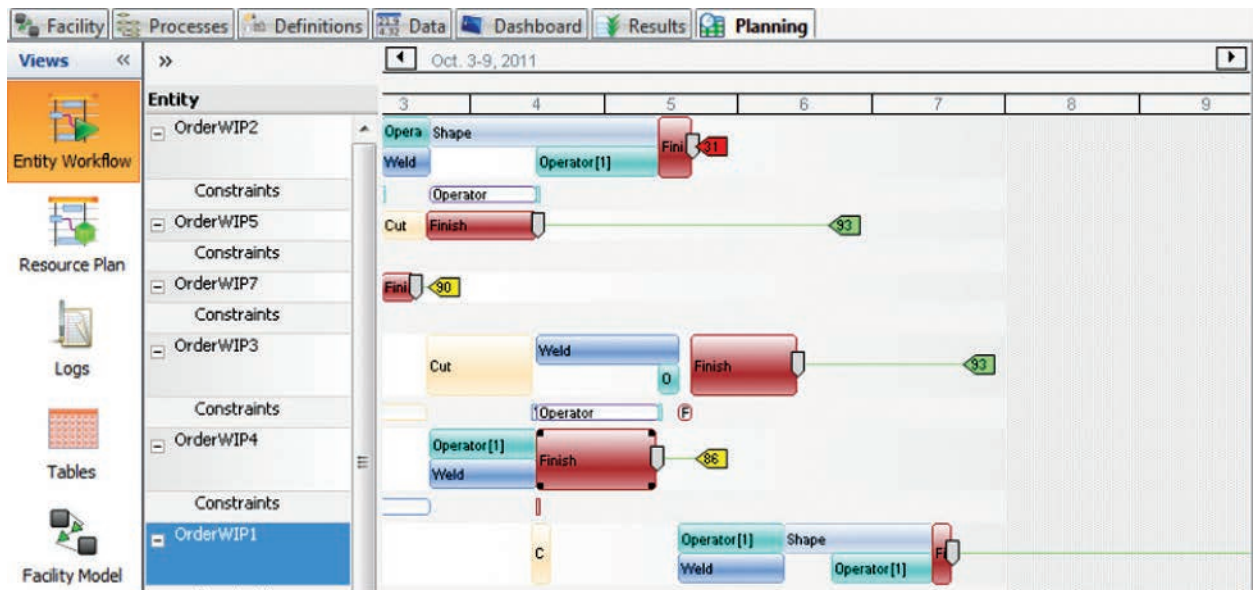 Facility Processes Definitions Data Dashboard Results Planning
Views « » Oct. 3-9, 2011
Entity 3 4 5 6 7 8 9
Entity Workflow
Resource Plan
Logs
Tables
Facility Model
OrderWIP2
Opera Shape
Fini 31
Weld Operator[1]
Constraints Operator
OrderWIP5
Cut Finish 93
Constraints
OrderWIP7
Fini 90
Constraints
OrderWIP3
Weld
Cut Finish 93
O
Constraints Operator F
OrderWIP4
Operator[1]
Finish 86
Weld
Constraints
OrderWIP1
Operator[1] Shape
C Fi
Weld Operator[1]